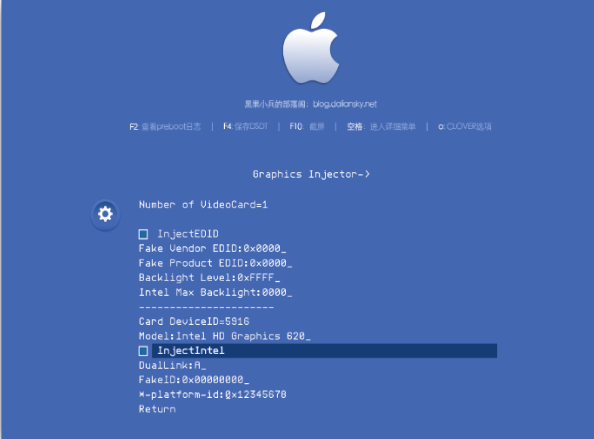 黑果小兵的部落阁: blog.daliansky.net
F2: 查看preboot日志 | F4:保存DSDT | F10: 截屏 | 空格: 进入详细菜单 | o: CLOVER选项
Graphics Injector->
Number of VideoCard=1
InjectEDID
Fake Vendor EDID:0x0000_
Fake Product EDID:0x0000_
Backlight Level:0xFFFF_
Intel Max Backlight:0000_
-----------------------
Card DeviceID=5916
Model:Intel HD Graphics 620_
InjectIntel
DualLink:A_
FakeID:0x00000000_
*-platform-id:0x12345678
Return